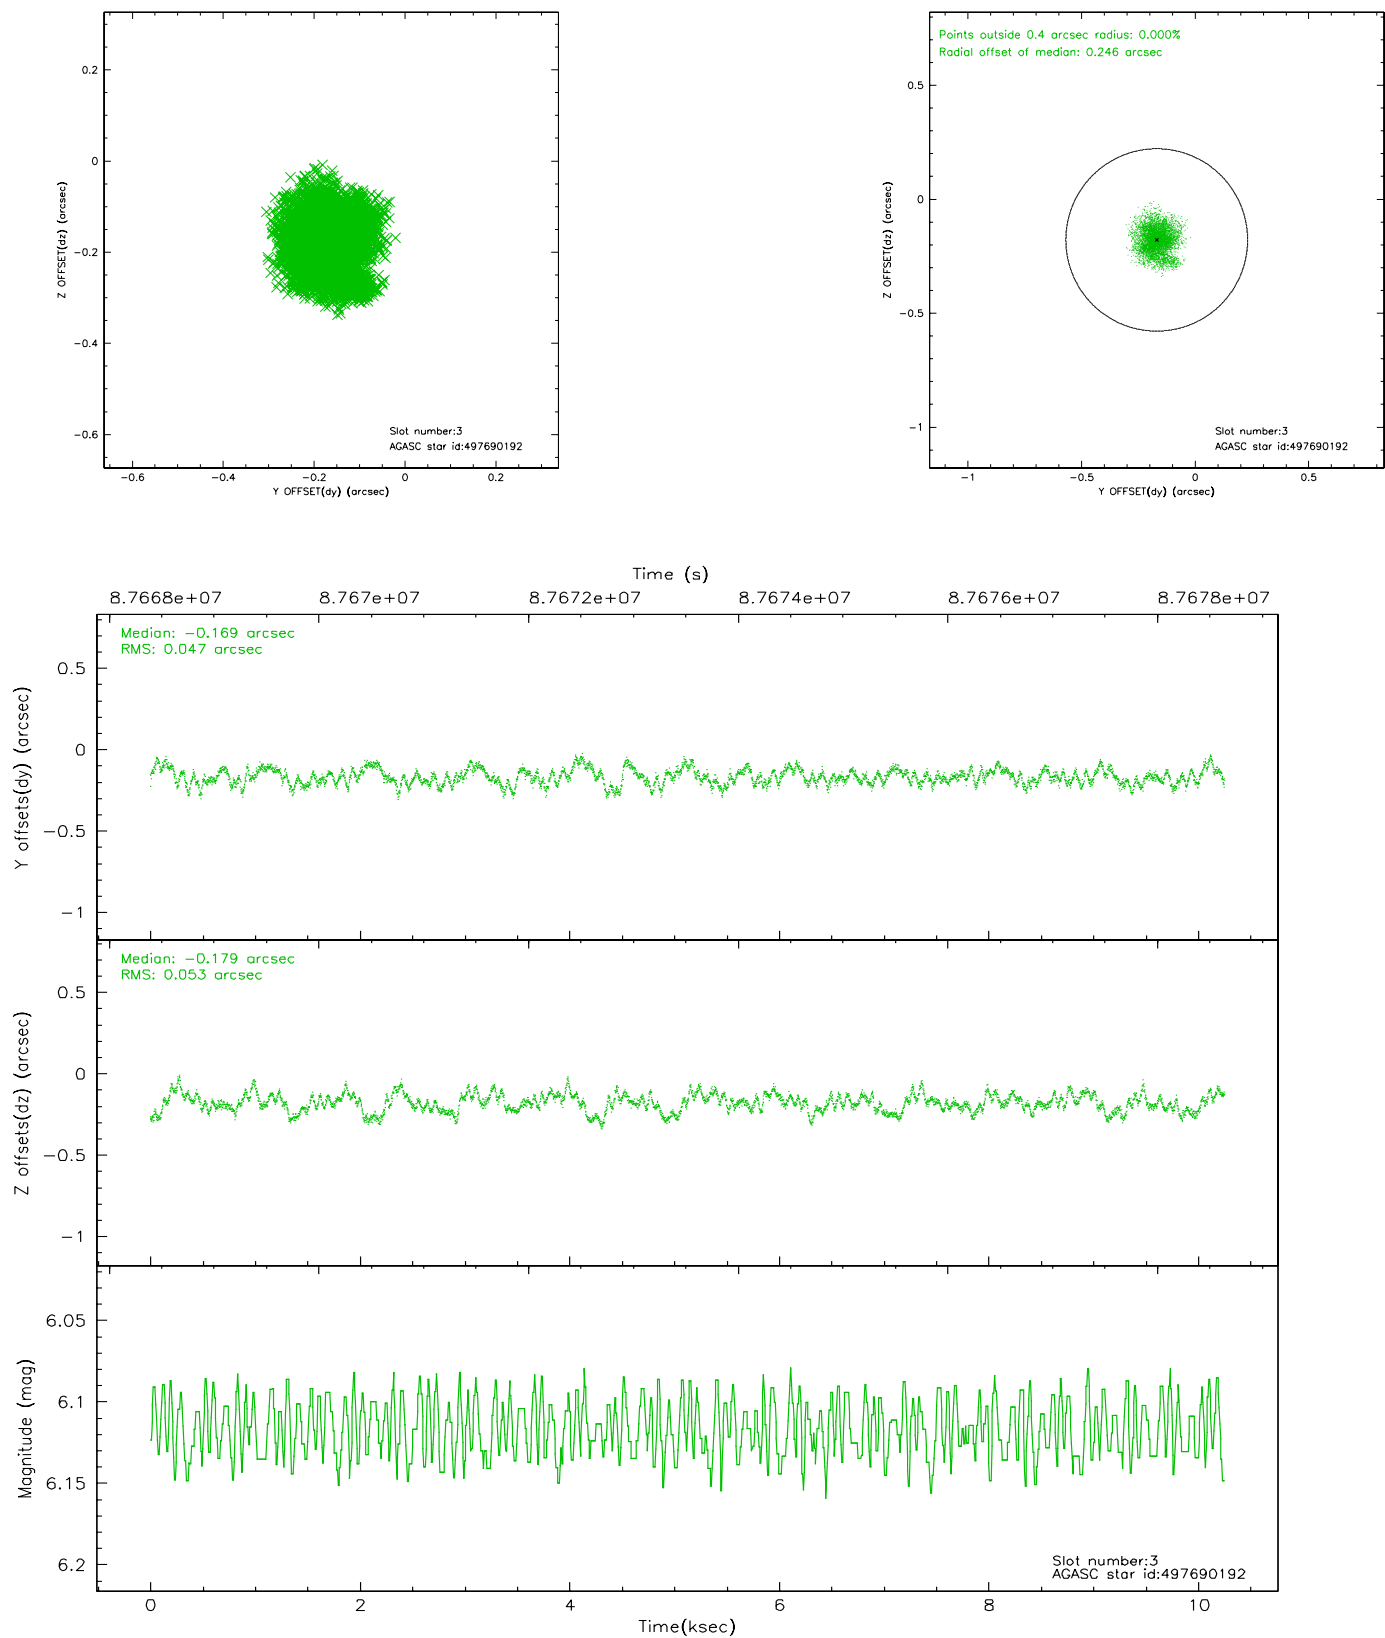 0.2
0
-0.2
-0.4
-0.6
Z OFFSET(dz) (arcsec)
Slot number:3
AGASC star id:497690192
-0.6
-0.4
-0.2
0
0.2
Y OFFSET(dy) (arcsec)
Points outside 0.4 arcsec radius: 0.000%
Radial offset of median: 0.246 arcsec
0.5
0
-0.5
-1
Z OFFSET(dz) (arcsec)
Slot number:3
AGASC star id:497690192
-1
-0.5
0
0.5
Y OFFSET(dy) (arcsec)
Time (s)
8.7668e+07
8.767e+07
8.7672e+07
8.7674e+07
8.7676e+07
8.7678e+07
Median: -0.169 arcsec
RMS: 0.047 arcsec
0.5
0
-0.5
-1
Y offsets(dy) (arcsec)
Median: -0.179 arcsec
RMS: 0.053 arcsec
0.5
0
-0.5
-1
Z offsets(dz) (arcsec)
6.05
6.1
6.15
6.2
Magnitude (mag)
Slot number:3
AGASC star id:497690192
0
2
4
6
8
10
Time(ksec)